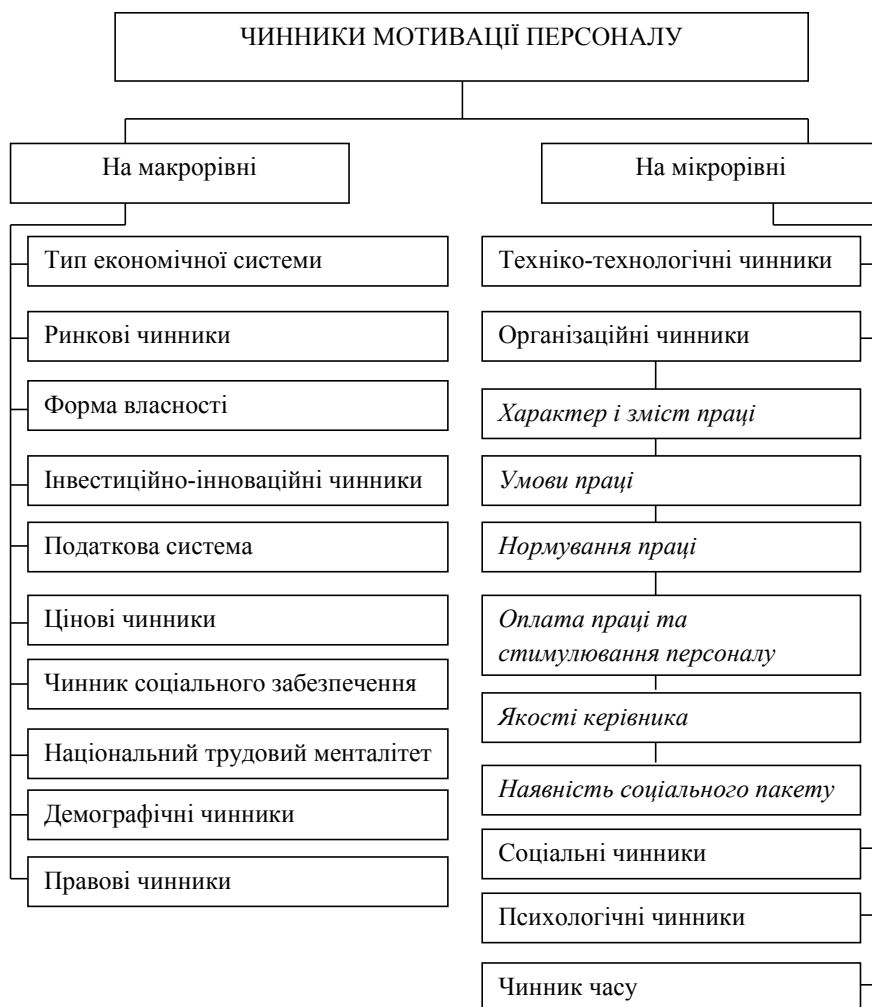 ЧИННИКИ МОТИВАЦІЇ ПЕРСОНАЛУ
На макрорівні
Тип економічної системи
Ринкові чинники
Форма власності
Інвестиційно-інноваційні чинники
Податкова система
Цінові чинники
Чинник соціального забезпечення
Національний трудовий менталітет
Демографічні чинники
Правові чинники
На мікрорівні
Техніко-технологічні чинники
Організаційні чинники
Характер і зміст праці
Умови праці
Нормування праці
Оплата праці та
стимулювання персоналу
Якості керівника
Наявність соціального пакету
Соціальні чинники
Психологічні чинники
Чинник часу